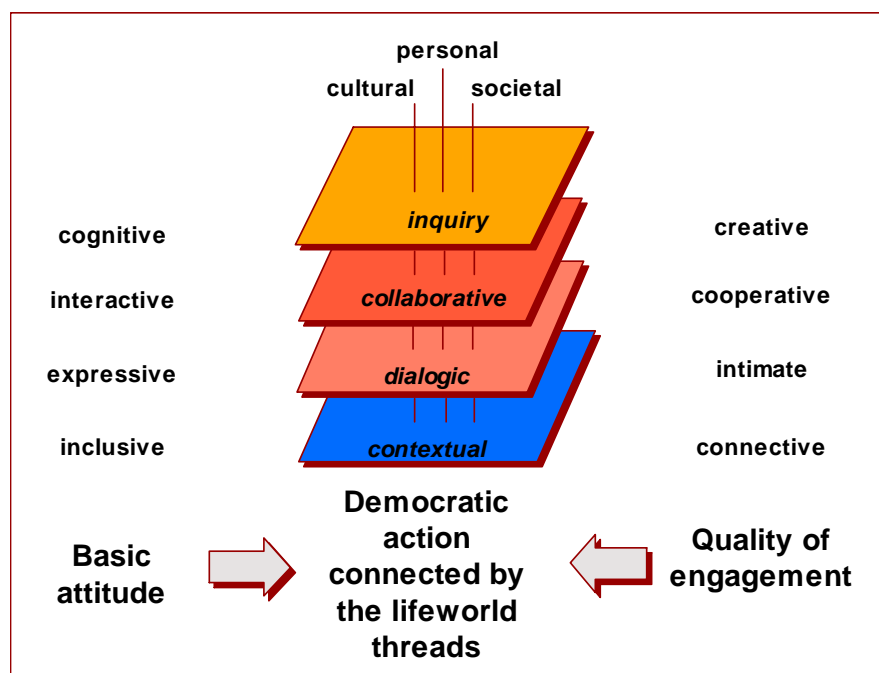 personal
cultural societal
inquiry
cognitive creative
interactive collaborative cooperative
expressive dialogic intimate
inclusive contextual connective
Basic
attitude
Democratic
action
connected by
the lifeworld
threads
Quality of
engagement